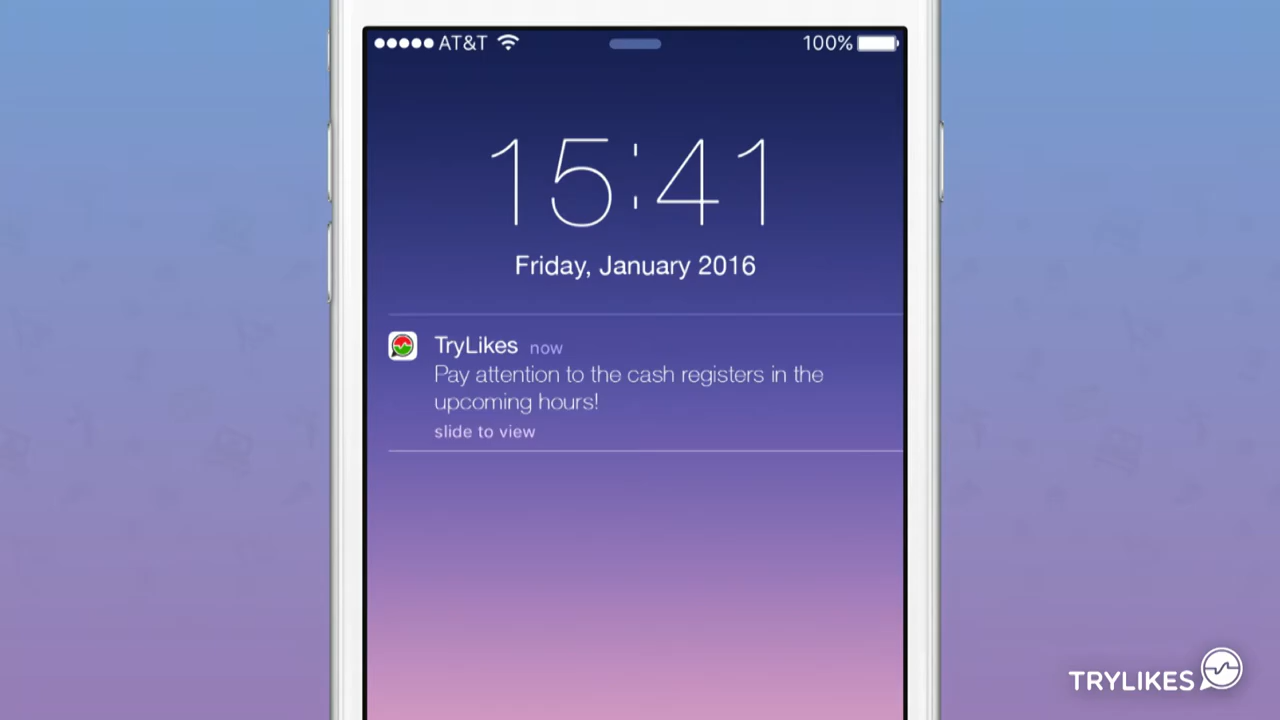 AT&T 100%
15:41
Friday, January 2016
TryLikes now
Pay attention to the cash registers in the
upcoming hours!
slide to view
TRYLIKES